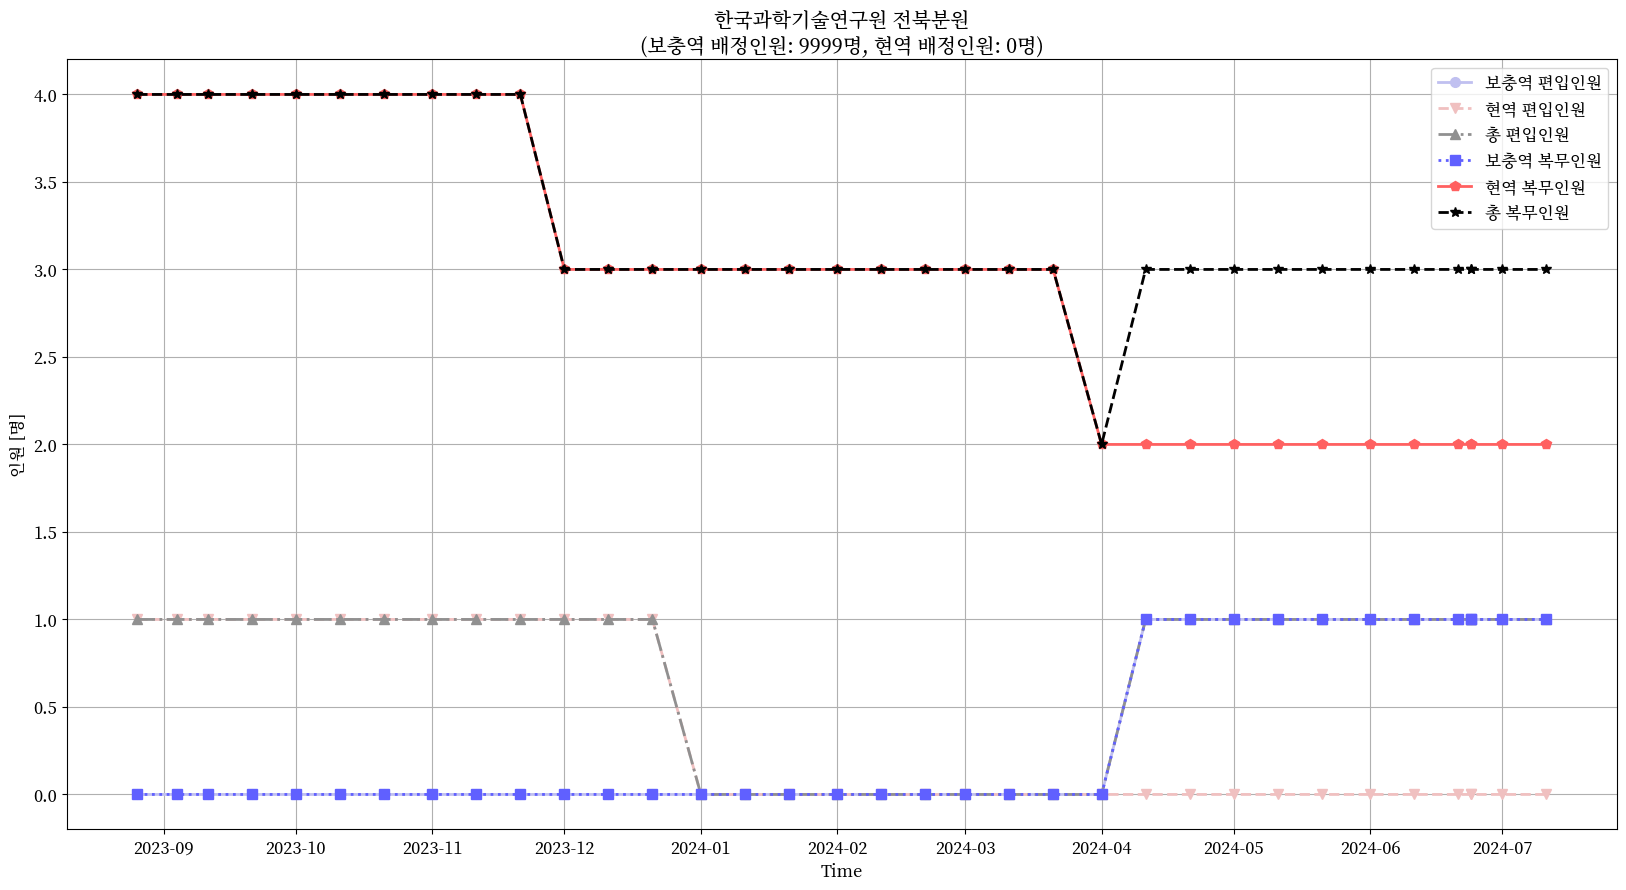 한국과학기술연구원 전북분원
(보충역 배정인원: 9999명, 현역 배정인원: 0명)
보충역 편입인원
현역 편입인원
총 편입인원
보충역 복무인원
현역 복무인원
총 복무인원
인원 [명]
4.0
3.5
3.0
2.5
2.0
1.5
1.0
0.5
0.0
2023-09 2023-10 2023-11 2023-12 2024-01 2024-02 2024-03 2024-04 2024-05 2024-06 2024-07
Time